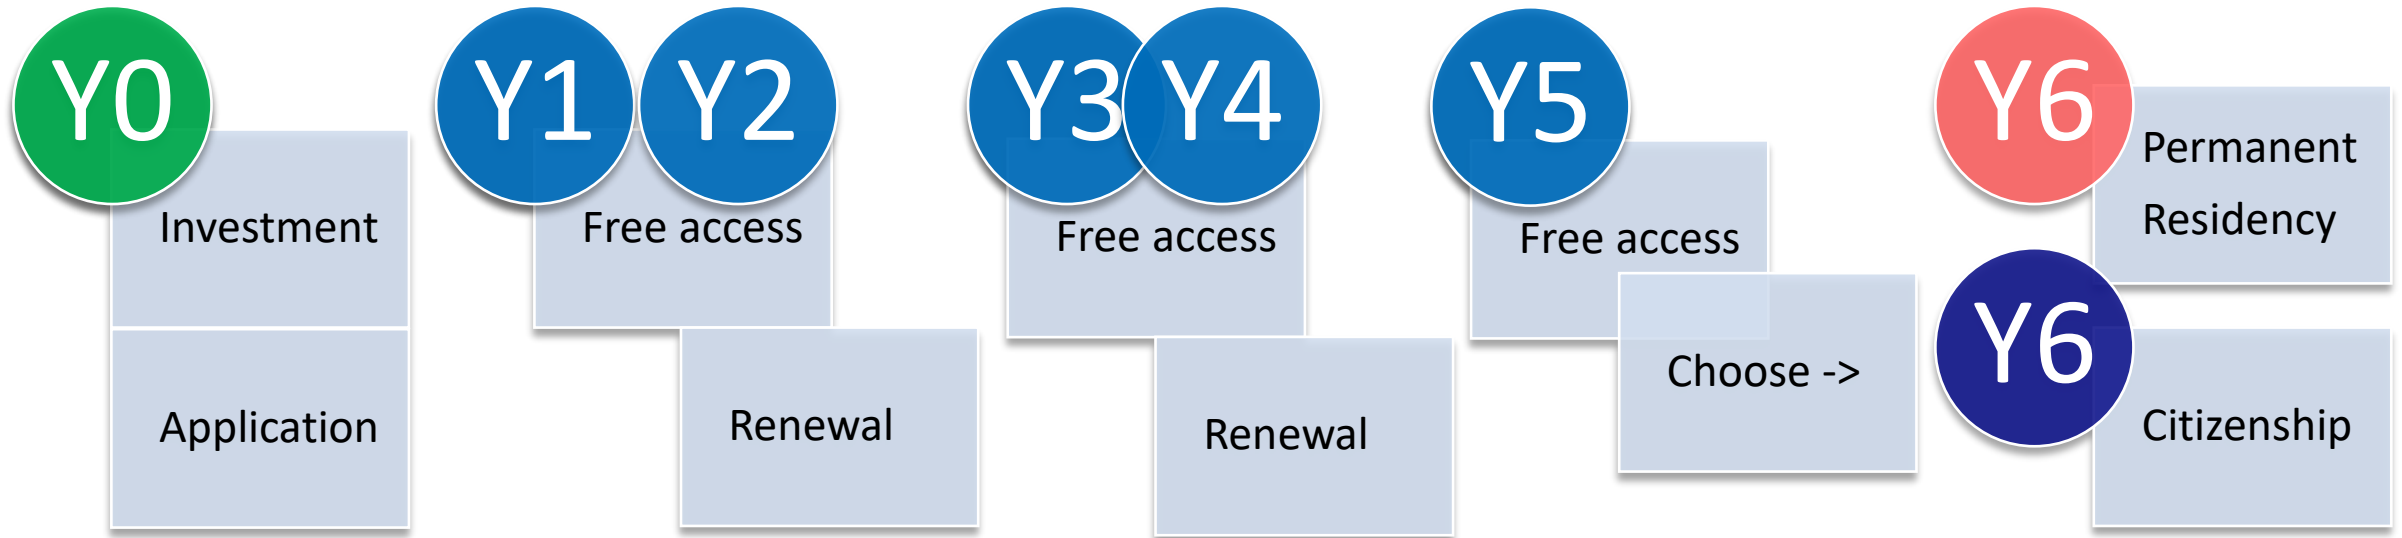 Y0
Investment
Application
Y1
Y2
Free access
Renewal
Y3
Y4
Free access
Renewal
Y5
Free access
Choose ->
Y6
Permanent
Residency
Y6
Citizenship